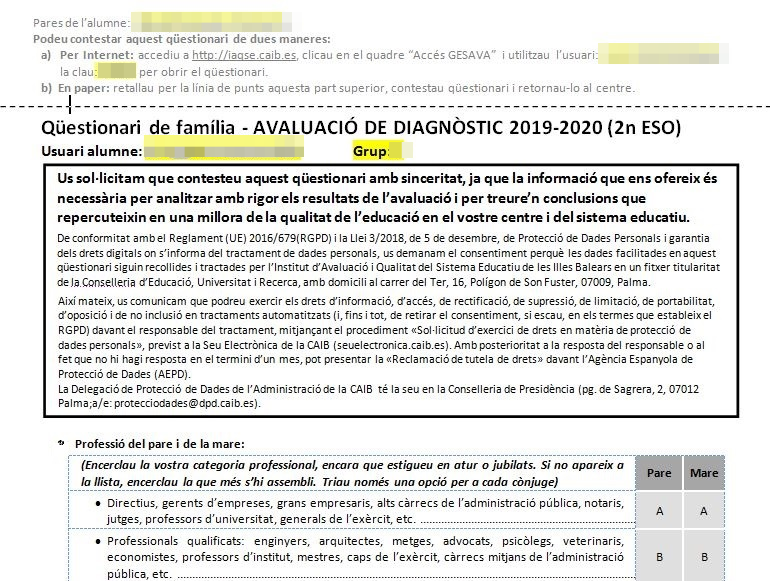 Pares de l'alumne:
Podeu contestar aquest qüestionari de dues maneres:
a) Per Internet: accediu a http://iaqse.caib.es, clicau en el quadre "Accés GESAVA" i utilitzau l'usuari:
la clau: per obrir el qüestionari.
b) En paper: retallau per la línia de punts aquesta part superior, contestau qüestionari i retornau-lo al centre.
Qüestionari de família - AVALUACIÓ DE DIAGNÒSTIC 2019-2020 (2n ESO)
Usuari alumne: Grup:
Us sol·licitam que contesteu aquest qüestionari amb sinceritat, ja que la informació que ens ofereix és
necessària per analitzar amb rigor els resultats de l'avaluació i per treure'n conclusions que
repercuteixin en una millora de la qualitat de l'educació en el vostre centre i del sistema educatiu.
De conformitat amb el Reglament (UE) 2016/679(RGPD) i la Llei 3/2018, de 5 de desembre, de Protecció de Dades Personals i garantia
dels drets digitals on s'informa del tractament de dades personals, us demanam el consentiment perquè les dades facilitades en aquest
qüestionari siguin recollides i tractades per l'Institut d'Avaluació i Qualitat del Sistema Educatiu de les Illes Balears en un fitxer titularitat
de la Conselleria d'Educació, Universitat i Recerca, amb domicili al carrer del Ter, 16, Polígon de Son Fuster, 07009, Palma.
Així mateix, us comunicam que podreu exercir els drets d'informació, d'accés, de rectificació, de supressió, de limitació, de portabilitat,
d'oposició i de no inclusió en tractaments automatitzats (i, fins i tot, de retirar el consentiment, si escau, en els termes que estableix el
RGPD) davant el responsable del tractament, mitjançant el procediment «Sol·licitud d'exercici de drets en matèria de protecció de
dades personals», previst a la Seu Electrònica de la CAIB (seuelectronica.caib.es). Amb posterioritat a la resposta del responsable o al
fet que no hi hagi resposta en el termini d'un mes, pot presentar la «Reclamació de tutela de drets» davant l'Agència Espanyola de
Protecció de Dades (AEPD).
La Delegació de Protecció de Dades de l'Administració de la CAIB té la seu en la Conselleria de Presidència (pg. de Sagrera, 2, 07012
Palma;a/e: protecciodades@dpd.caib.es).
Professió del pare i de la mare:
(Encerclau la vostra categoria professional, encara que estigueu en atur o jubilats. Si no apareix a
la llista, encerclau la que més s'hi assembli. Triau només una opció per a cada cònjuge) Pare Mare
• Directius, gerents d'empreses, grans empresaris, alts càrrecs de l'administració pública, notaris,
jutges, professors d'universitat, generals de l'exèrcit, etc. A A
• Professionals qualificats: enginyers, arquitectes, metges, advocats, psicòlegs, veterinaris,
economistes, professors d'institut, mestres, caps de l'exèrcit, càrrecs mitjans de l'administració B B
pública, etc.